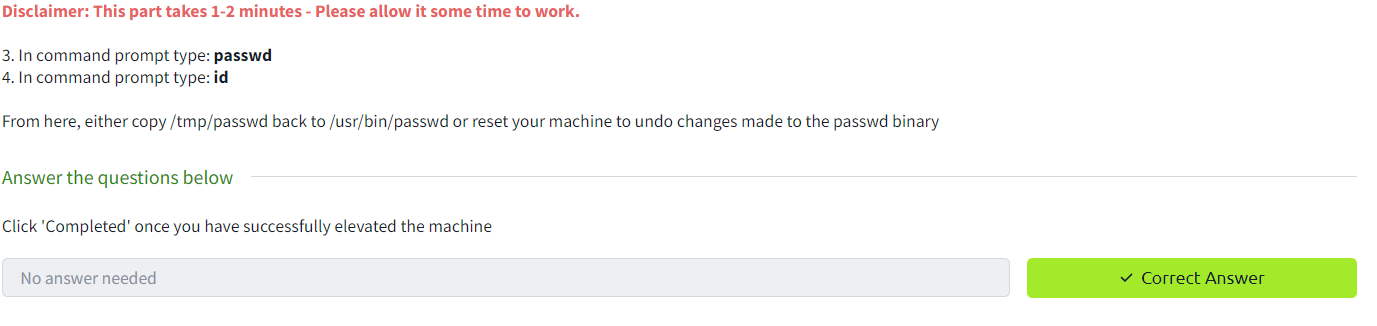 Disclaimer: This part takes 1-2 minutes - Please allow it some time to work.
3. In command prompt type: passwd
4. In command prompt type: id
From here, either copy /tmp/passwd back to /usr/bin/passwd or reset your machine to undo changes made to the passwd binary
Answer the questions below
Click 'Completed' once you have successfully elevated the machine
No answer needed
✓ Correct Answer